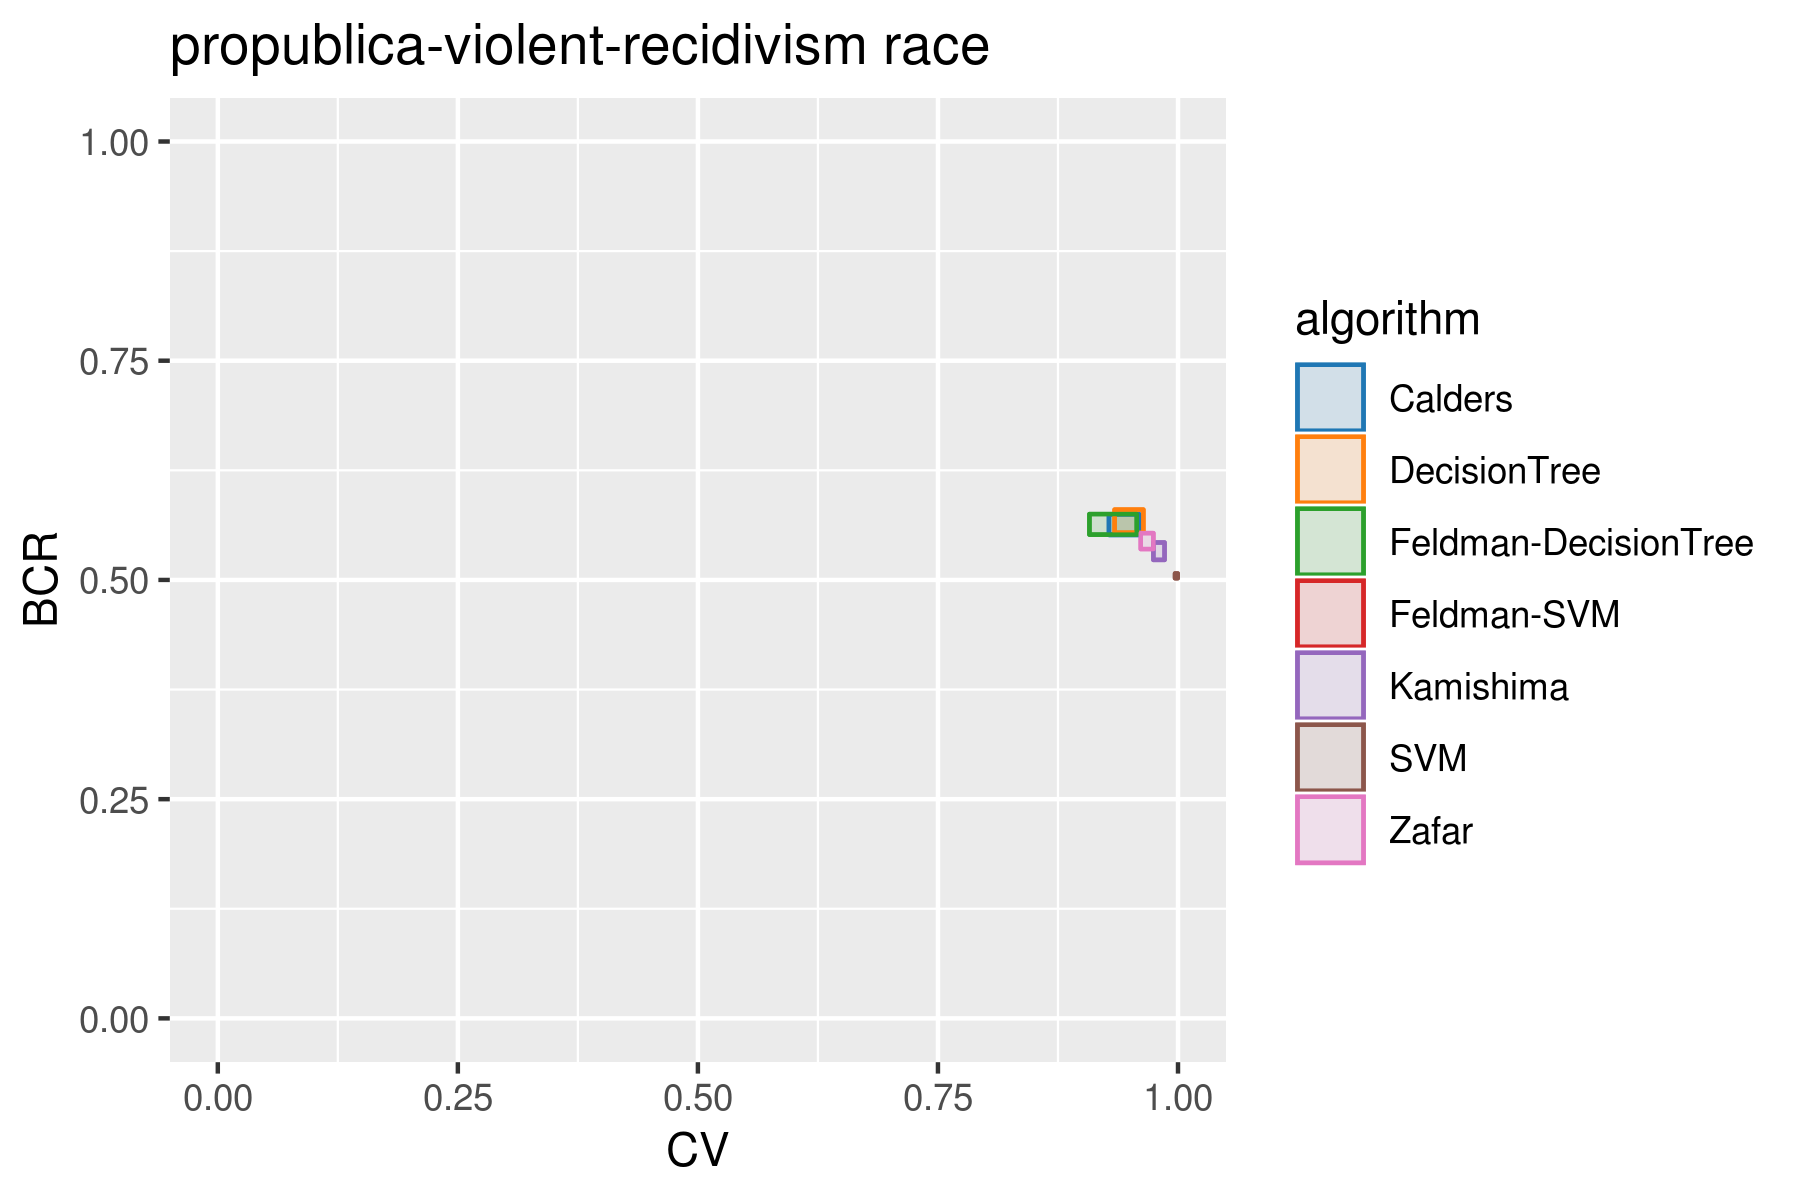 propublica-violent-recidivism race
1.00
0.75
0.50
0.25
0.00
BCR
0.00 0.25 0.50 0.75 1.00
CV
algorithm
Calders
DecisionTree
Feldman-DecisionTree
Feldman-SVM
Kamishima
SVM
Zafar